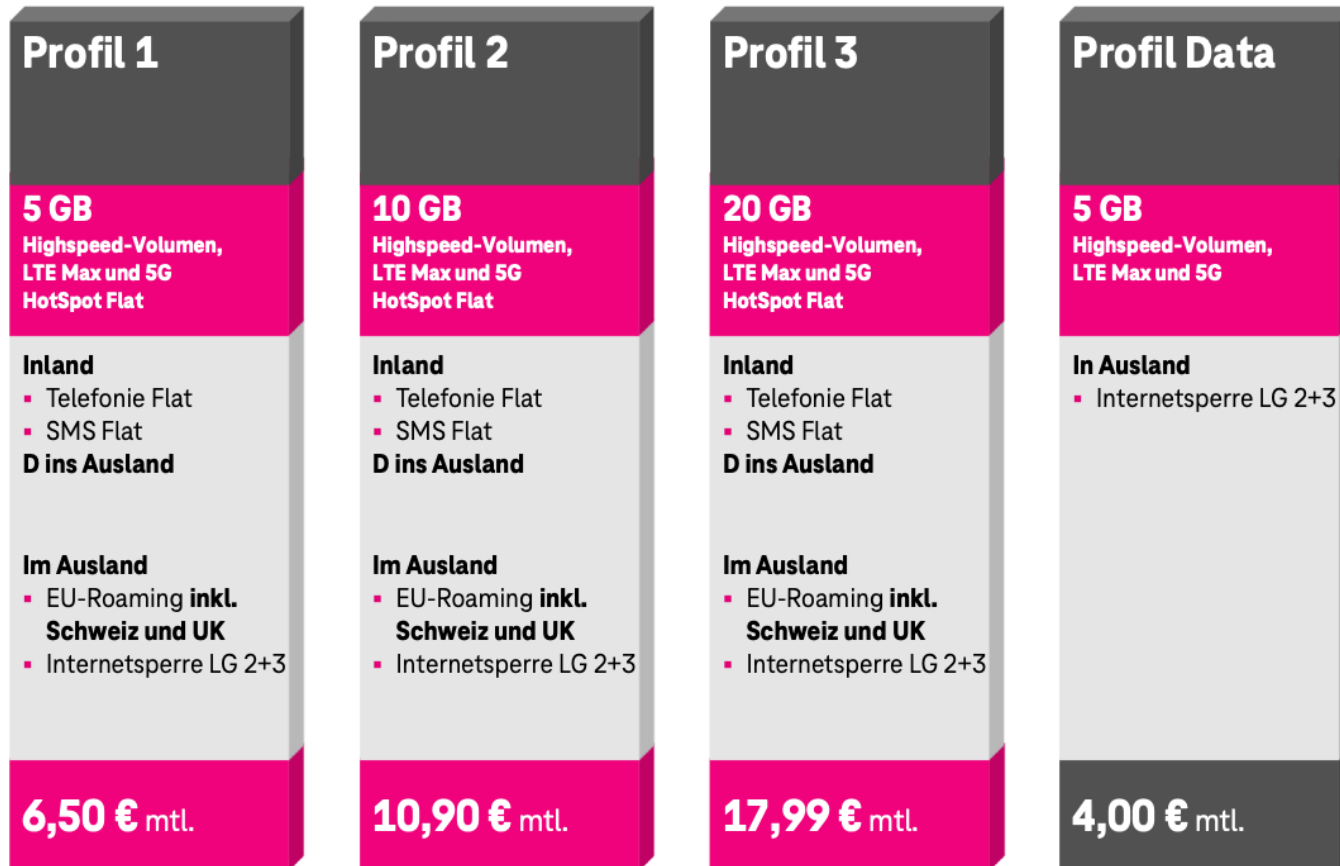 Profil 1
5 GB
Highspeed-Volumen,
LTE Max und 5G
HotSpot Flat
Inland
▪ Telefonie Flat
▪ SMS Flat
D ins Ausland
Im Ausland
▪ EU-Roaming inkl.
Schweiz und UK
▪ Internetsperre LG 2+3
6,50 € mtl.
Profil 2
10 GB
Highspeed-Volumen,
LTE Max und 5G
HotSpot Flat
Inland
▪ Telefonie Flat
▪ SMS Flat
D ins Ausland
Im Ausland
▪ EU-Roaming inkl.
Schweiz und UK
▪ Internetsperre LG 2+3
10,90 € mtl.
Profil 3
20 GB
Highspeed-Volumen,
LTE Max und 5G
HotSpot Flat
Inland
▪ Telefonie Flat
▪ SMS Flat
D ins Ausland
Im Ausland
▪ EU-Roaming inkl.
Schweiz und UK
▪ Internetsperre LG 2+3
17,99 € mtl.
Profil Data
5 GB
Highspeed-Volumen,
LTE Max und 5G
In Ausland
▪ Internetsperre LG 2+3
4,00 € mtl.